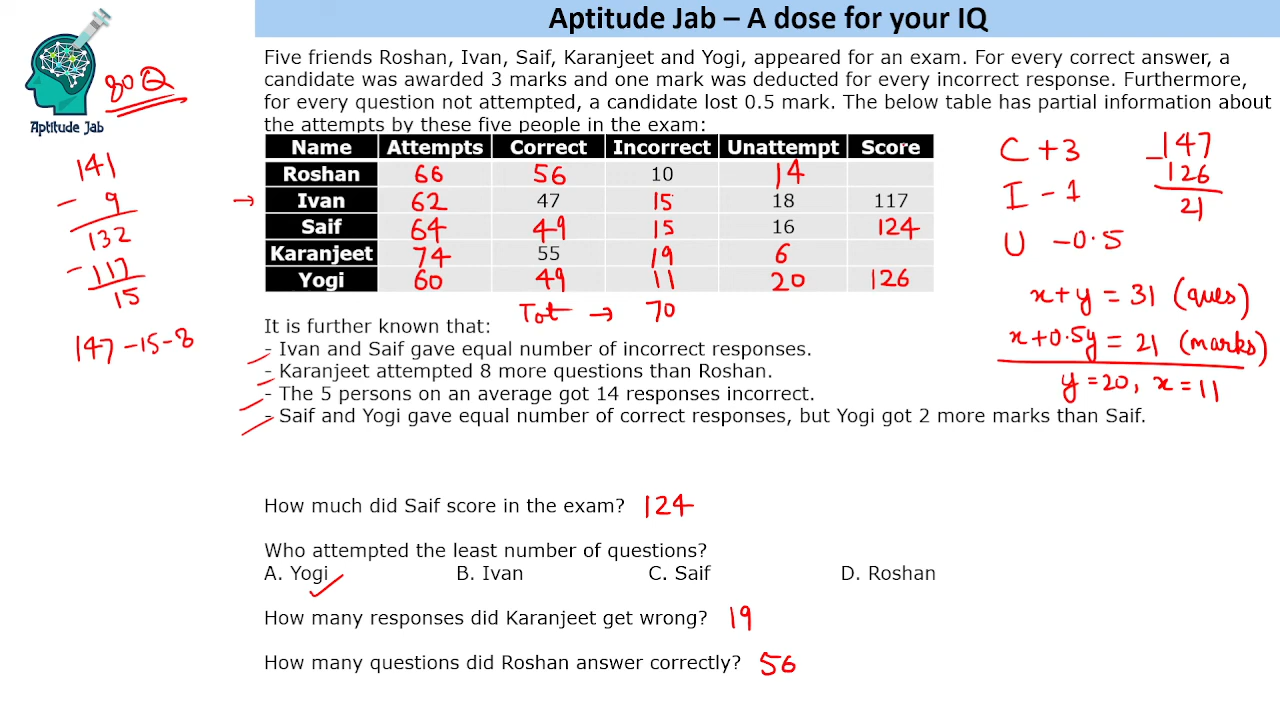 Aptitude Jab – A dose for your IQ
Five friends Roshan, Ivan, Saif, Karanjeet and Yogi, appeared for an exam. For every correct answer, a
candidate was awarded 3 marks and one mark was deducted for every incorrect response. Furthermore,
for every question not attempted, a candidate lost 0.5 mark. The below table has partial information about
the attempts by these five people in the exam:
80Q
Aptitude Jab
Name Attempts Correct Incorrect Unattempt Score
Roshan 66 56 10 14
→ Ivan 62 47 15 18 117
Saif 64 49 15 16 124
Karanjeet 74 55 19 6
Yogi 60 49 11 20 126
Tot → 70
141
- 9
132
- 117
15
147 -15 -8
C +3
I -1
U -0.5
147
- 126
21
x+y = 31 (ques)
x+0.5y = 21 (marks)
y=20, x=11
It is further known that:
- Ivan and Saif gave equal number of incorrect responses.
- Karanjeet attempted 8 more questions than Roshan.
- The 5 persons on an average got 14 responses incorrect.
- Saif and Yogi gave equal number of correct responses, but Yogi got 2 more marks than Saif.
How much did Saif score in the exam? 124
Who attempted the least number of questions?
A. Yogi B. Ivan C. Saif D. Roshan
How many responses did Karanjeet get wrong? 19
How many questions did Roshan answer correctly? 56